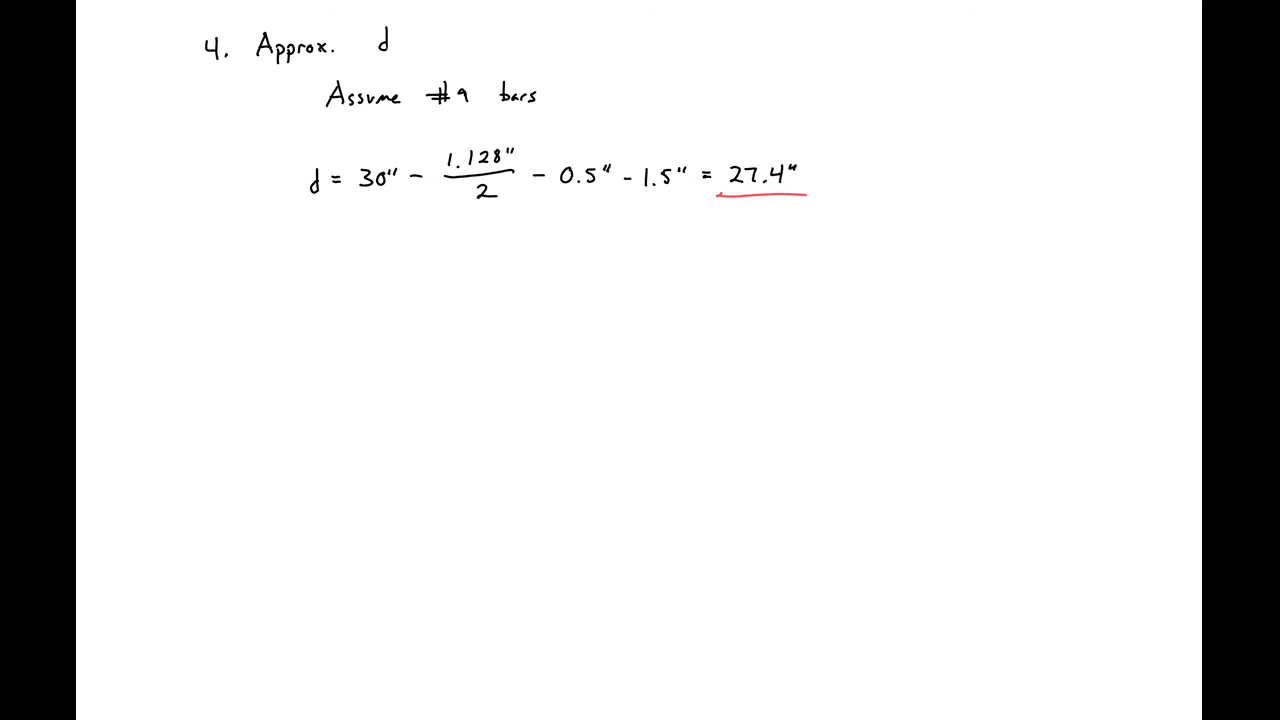 4. Approx. d
Assume #9 bars
d = 30" - 1.128"/2 - 0.5" - 1.5" = 27.4"